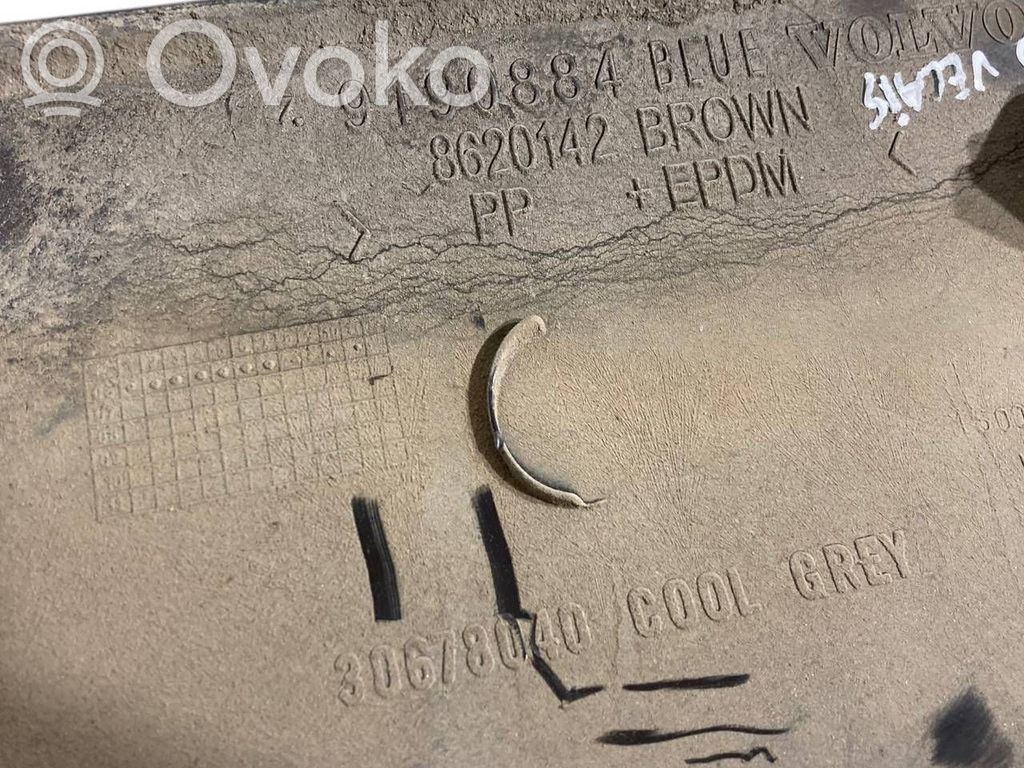 Ovoko
9190884 BLUE VOLVO
8620142 BROWN
> PP + EPDM <
30678040 COOL GREY